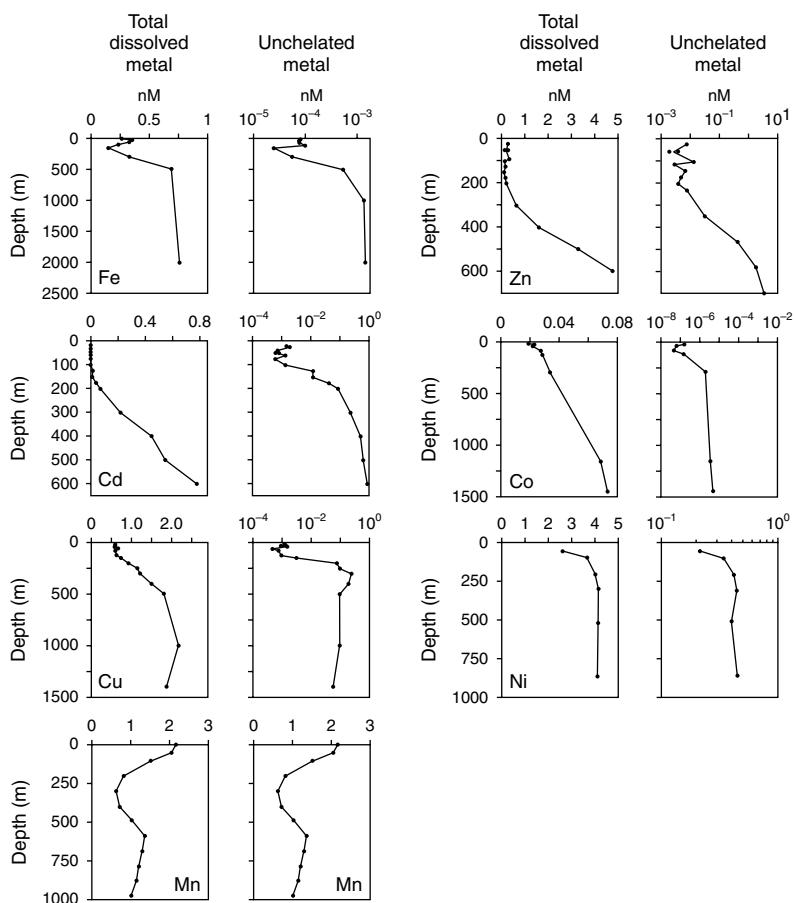 Total dissolved metal
Unchelated metal
Total dissolved metal
Unchelated metal
nM
nM
nM
nM
0 1
10⁻⁵ 10⁻⁴ 10⁻³
0 1 2 3 4 5
10⁻³ 10⁻¹ 10¹
Depth (m)
0
500
1000
1500
2000
2500
Fe
Depth (m)
0
200
400
600
Zn
0 0.4 0.8
10⁻² 10⁰
0 0.04 0.08
10⁻⁸ 10⁻⁶ 10⁻⁴ 10⁻²
Depth (m)
0
100
200
300
400
500
600
Cd
Depth (m)
0
500
1000
1500
Co
0 1.0 2.0
10⁻⁴ 10⁻² 10⁰
0 1 2 3 4 5
10⁻¹ 10⁰
Depth (m)
0
500
1000
1500
Cu
Depth (m)
0
250
500
750
1000
Ni
0 1 2 3
0 1 2 3
Depth (m)
0
250
500
750
1000
Mn
Mn